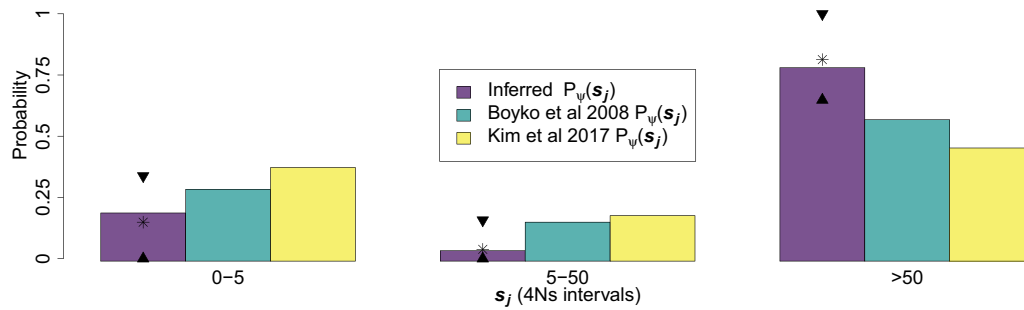 Probability
1
0.75
0.5
0.25
0
Inferred P_ψ(s_j)
Boyko et al 2008 P_ψ(s_j)
Kim et al 2017 P_ψ(s_j)
0−5
5−50
>50
s_j (4Ns intervals)